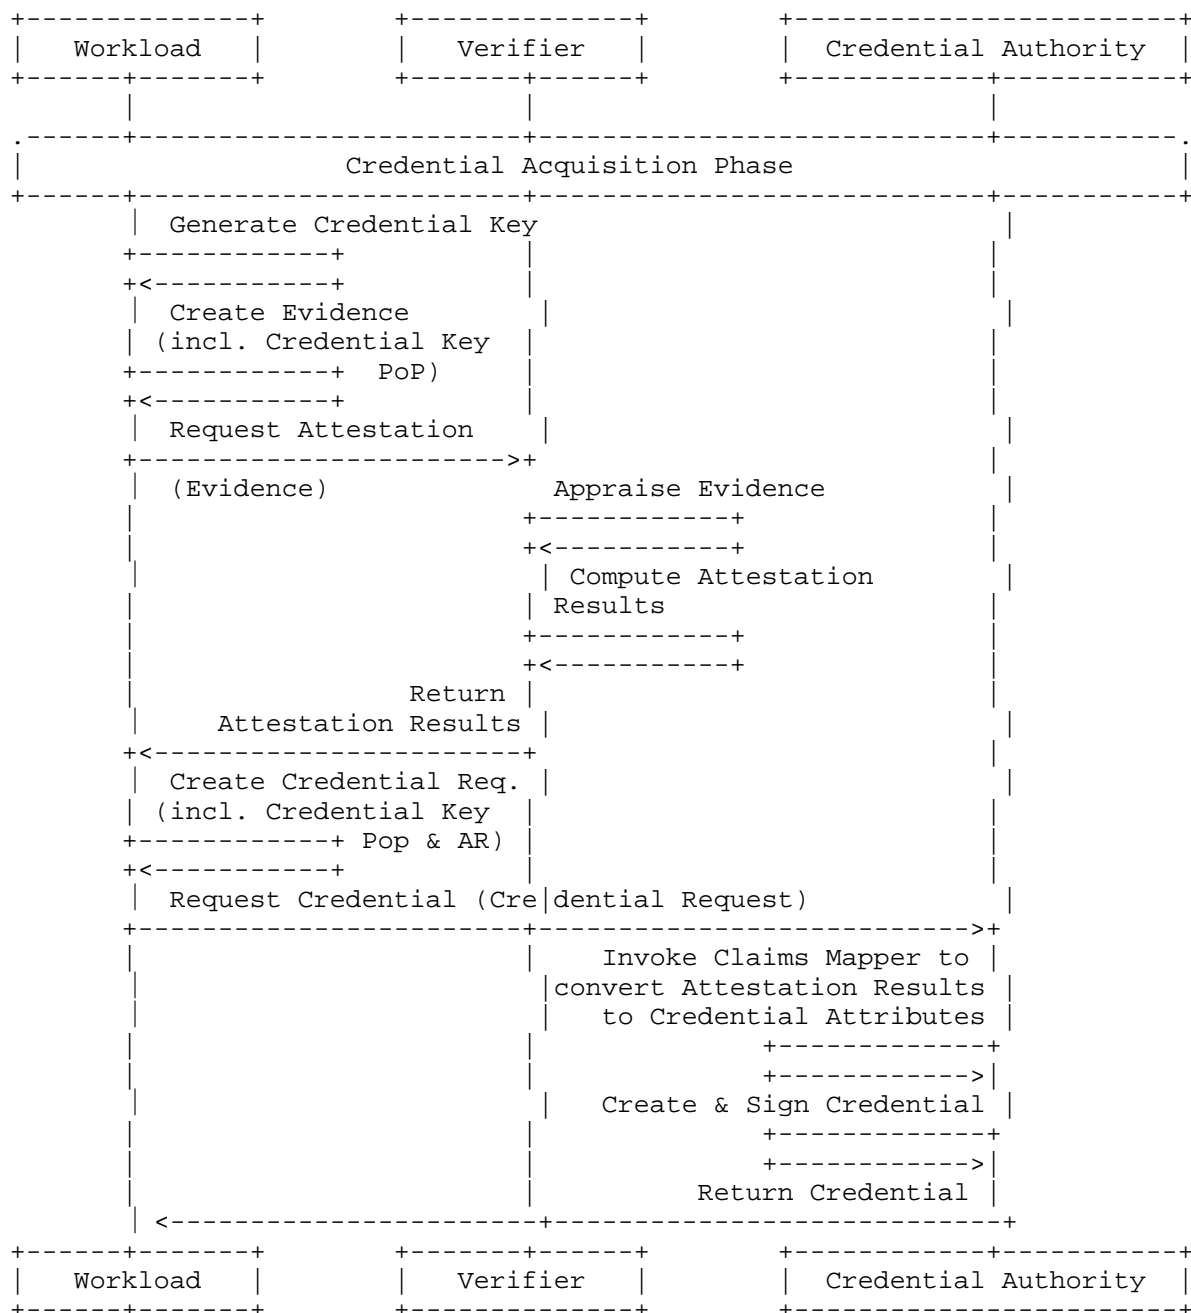 Workload Verifier Credential Authority
Credential Acquisition Phase
Generate Credential Key
Create Evidence
(incl. Credential Key
PoP)
Request Attestation
(Evidence) Appraise Evidence
Compute Attestation
Results
Return
Attestation Results
Create Credential Req.
(incl. Credential Key
Pop & AR)
Request Credential (Credential Request)
Invoke Claims Mapper to
convert Attestation Results
to Credential Attributes
Create & Sign Credential
Return Credential
Workload Verifier Credential Authority